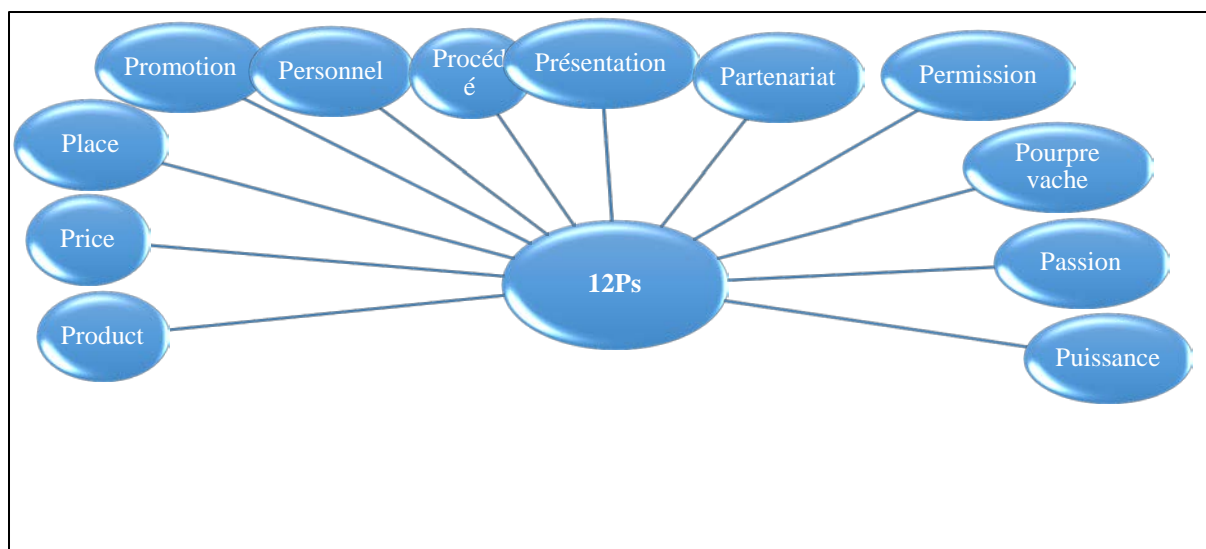 Promotion
Personnel
Procéd
é
Présentation
Partenariat
Permission
Place
Pourpre
vache
Price
Passion
12Ps
Product
Puissance